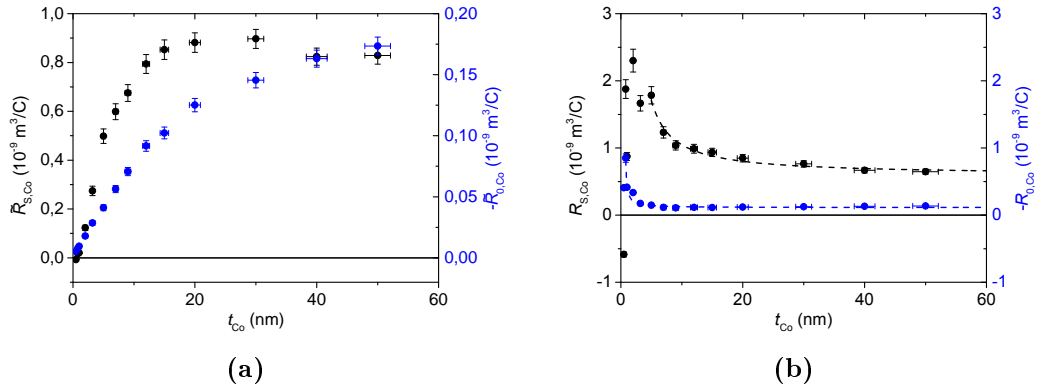 1,0
0,8
0,6
0,4
0,2
0,0
R̃S,Co (10⁻⁹ m³/C)
0 20 40 60
tCo (nm)
0,20
0,15
0,10
0,05
0,00
-R̃0,Co (10⁻⁹ m³/C)
(a)
3
2
1
0
-1
RS,Co (10⁻⁹ m³/C)
0 20 40 60
tCo (nm)
3
2
1
0
-1
-R0,Co (10⁻⁹ m³/C)
(b)